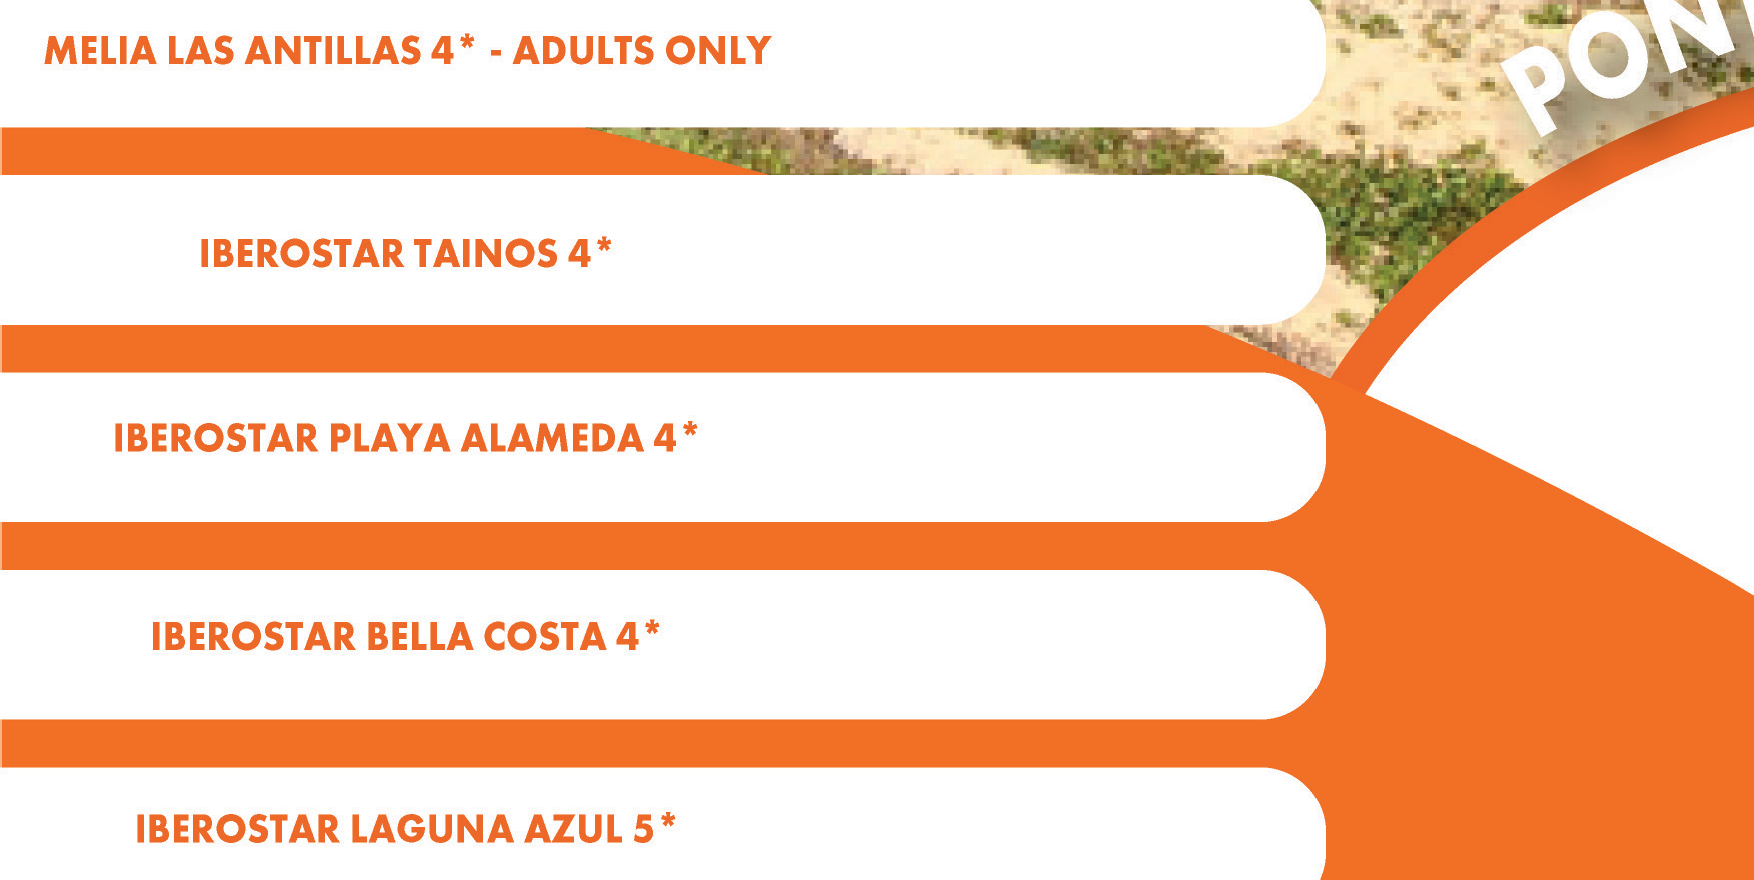 MELIA LAS ANTILLAS 4* - ADULTS ONLY
IBEROSTAR TAINOS 4*
IBEROSTAR PLAYA ALAMEDA 4*
IBEROSTAR BELLA COSTA 4*
IBEROSTAR LAGUNA AZUL 5*